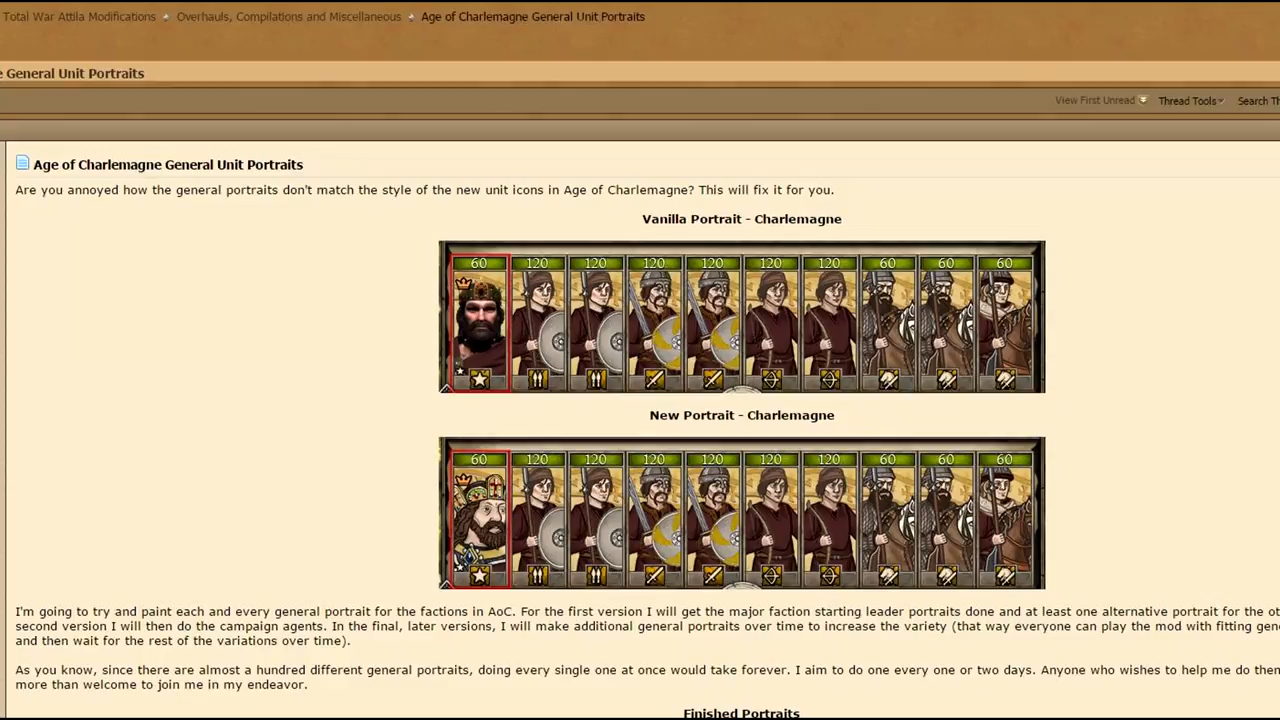 Total War Attila Modifications Overhauls, Compilations and Miscellaneous Age of Charlemagne General Unit Portraits
e General Unit Portraits
View First Unread Thread Tools Search Th
Age of Charlemagne General Unit Portraits
Are you annoyed how the general portraits don't match the style of the new unit icons in Age of Charlemagne? This will fix it for you.
Vanilla Portrait - Charlemagne
60 120 120 120 120 120 120 60 60 60
New Portrait - Charlemagne
60 120 120 120 120 120 120 60 60 60
I'm going to try and paint each and every general portrait for the factions in AoC. For the first version I will get the major faction starting leader portraits done and at least one alternative portrait for the ot
second version I will then do the campaign agents. In the final, later versions, I will make additional general portraits over time to increase the variety (that way everyone can play the mod with fitting gene
and then wait for the rest of the variations over time).
As you know, since there are almost a hundred different general portraits, doing every single one at once would take forever. I aim to do one every one or two days. Anyone who wishes to help me do them
more than welcome to join me in my endeavor.
Finished Portraits